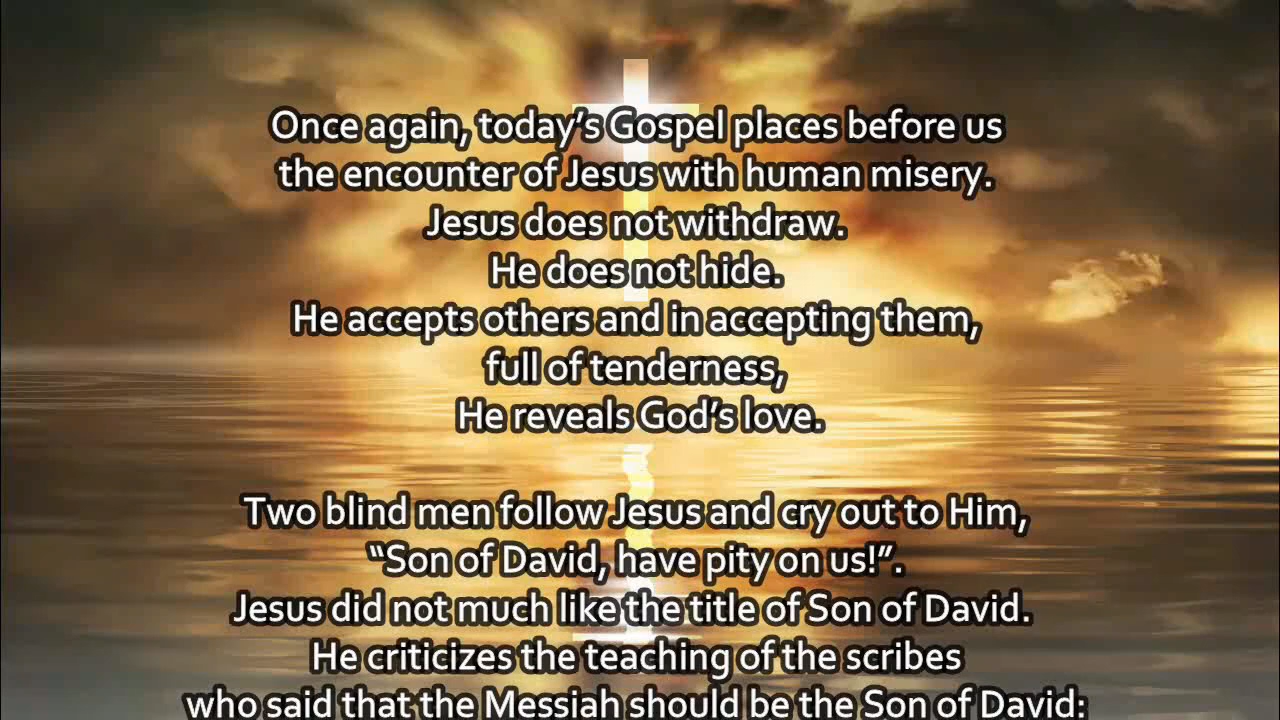 Once again, today's Gospel places before us
the encounter of Jesus with human misery.
Jesus does not withdraw.
He does not hide.
He accepts others and in accepting them,
full of tenderness,
He reveals God's love.
Two blind men follow Jesus and cry out to Him,
“Son of David, have pity on us!”.
Jesus did not much like the title of Son of David.
He criticizes the teaching of the scribes
who said that the Messiah should be the Son of David: